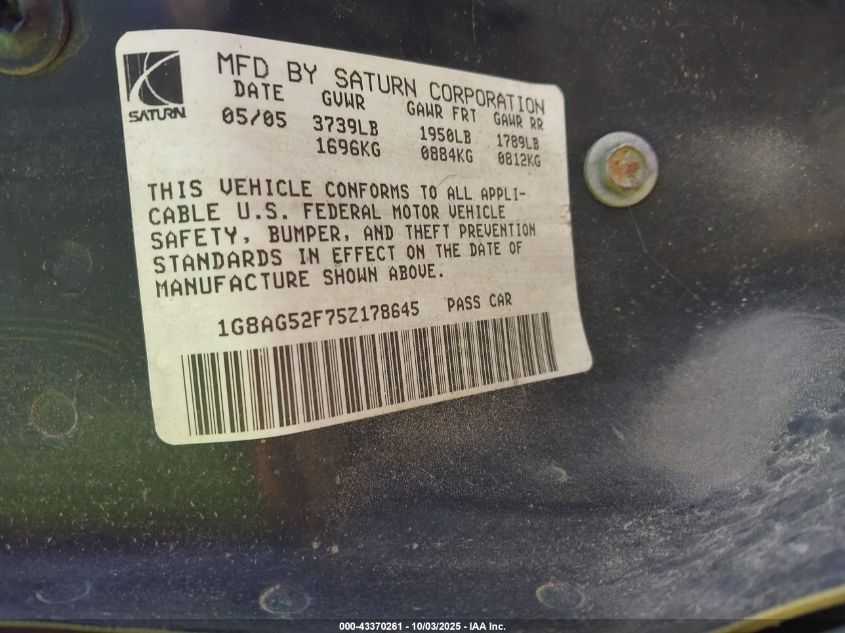 SATURN
MFD BY SATURN CORPORATION
DATE GVWR GAWR FRT GAWR RR
05/05 3739LB 1950LB 1789LB
1696KG 0884KG 0812KG
THIS VEHICLE CONFORMS TO ALL APPLI-
CABLE U.S. FEDERAL MOTOR VEHICLE
SAFETY, BUMPER, AND THEFT PREVENTION
STANDARDS IN EFFECT ON THE DATE OF
MANUFACTURE SHOWN ABOVE.
1G8AG52F75Z178645 PASS CAR
000-43370261 - 10/03/2025 - IAA Inc.